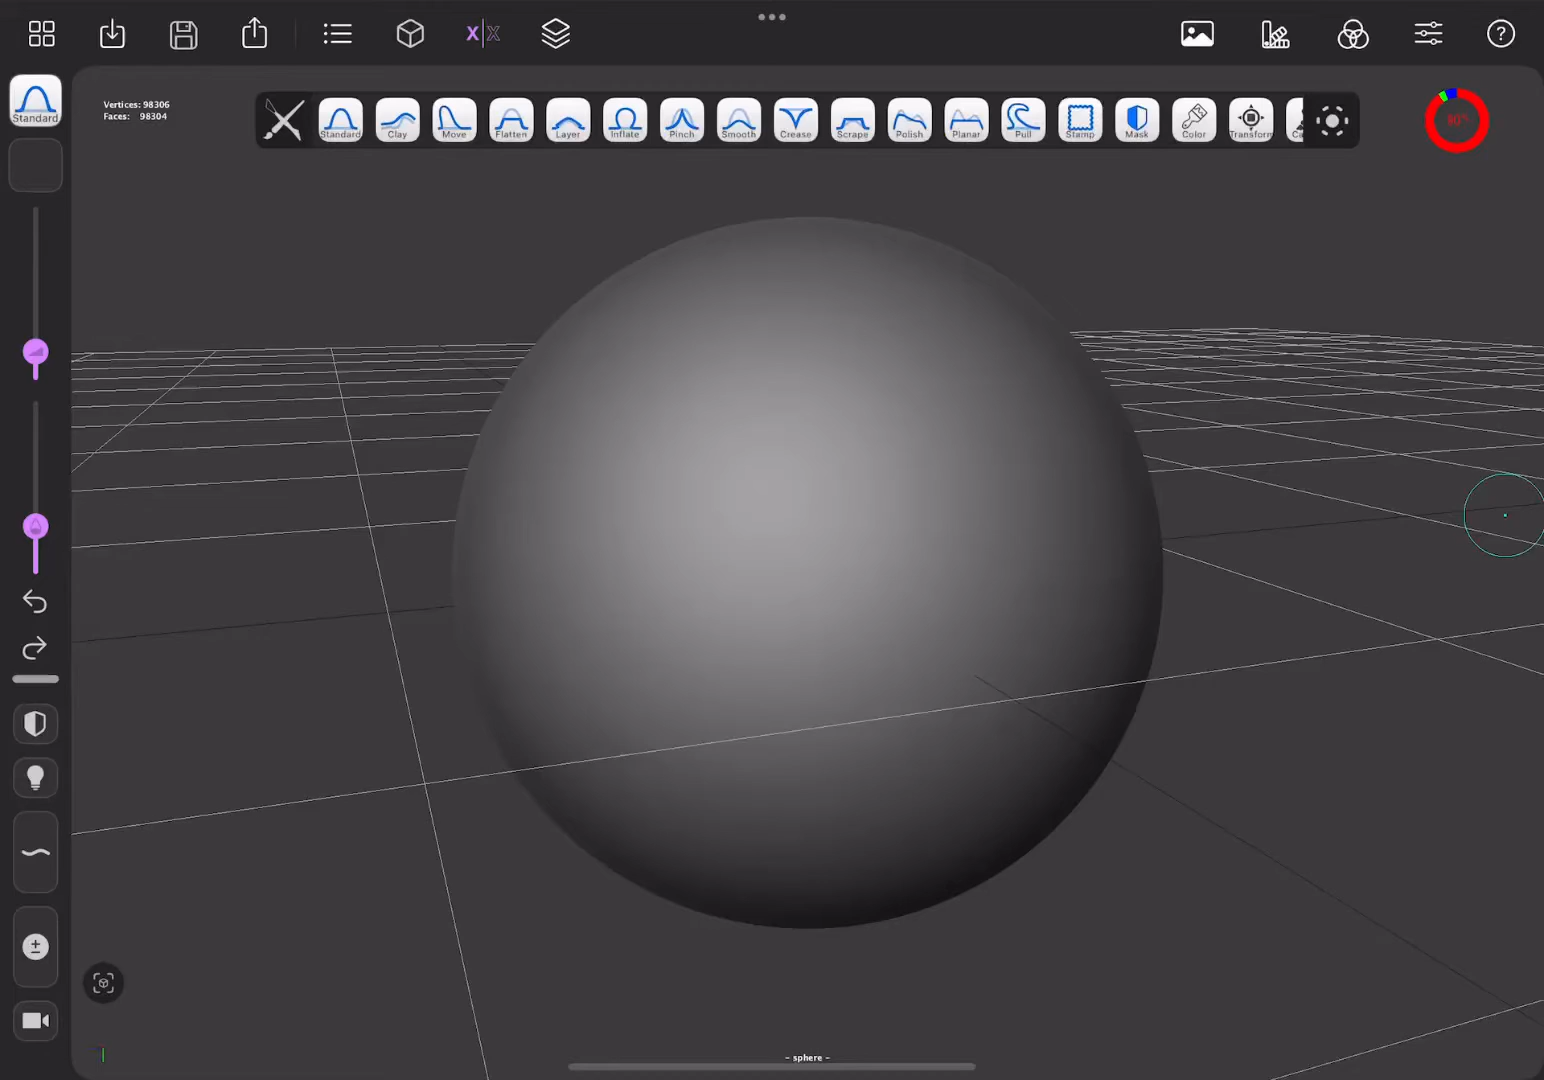 X|X
Standard
Vertices: 98306
Faces: 98304
Standard
Clay
Move
Flatten
Layer
Inflate
Pinch
Smooth
Crease
Scrape
Polish
Planar
Pull
Stamp
Mask
Color
Transform
– sphere –